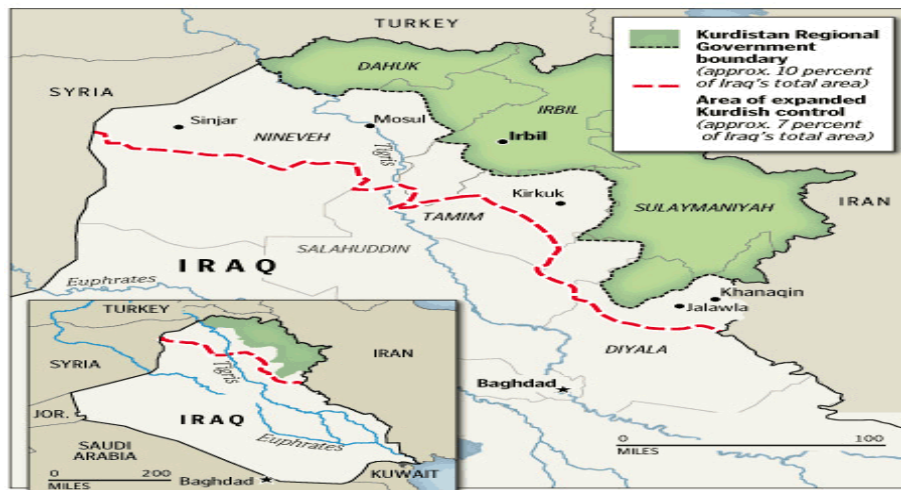 TURKEY
Kurdistan Regional
Government
boundary
(approx. 10 percent
of Iraq's total area)
Area of expanded
Kurdish control
(approx. 7 percent
of Iraq's total area)
DAHUK
SYRIA
IRBIL
Sinjar
Mosul
NINEVEH
Irbil
Tigris
Kirkuk
SULAYMANIYAH
IRAN
TAMIM
SALAHUDDIN
IRAQ
Euphrates
Khanaqin
Jalawla
DIYALA
Baghdad
0 100
MILES
TURKEY
SYRIA
IRAN
Tigris
JOR.
IRAQ
Euphrates
SAUDI
ARABIA
KUWAIT
0 200
MILES
Baghdad